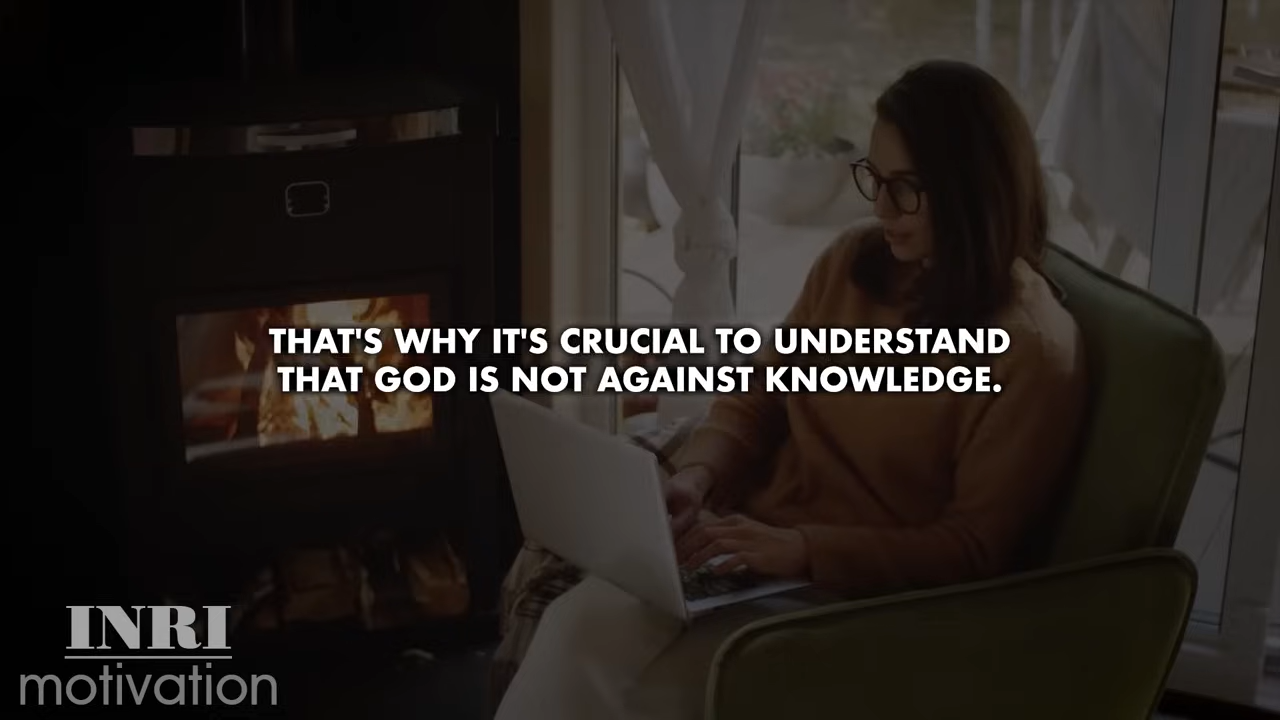 THAT'S WHY IT'S CRUCIAL TO UNDERSTAND
THAT GOD IS NOT AGAINST KNOWLEDGE.
INRI
motivation